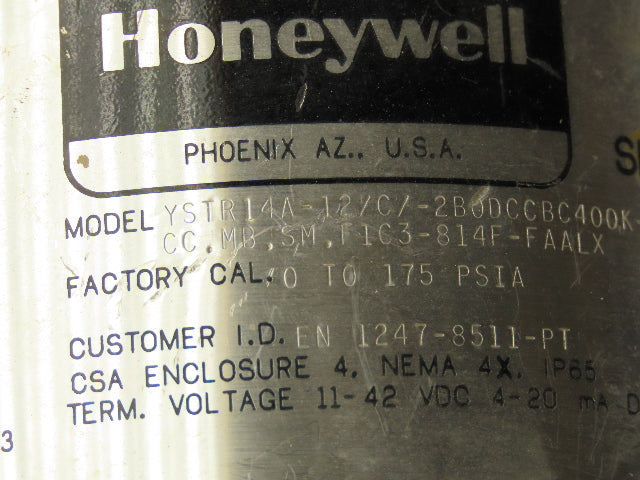 Honeywell
PHOENIX AZ., U.S.A.
MODEL YSTR14A-12/C/-2B0DCCBC400K-
CC,MB,SM,F1C3-814F-FAALX
FACTORY CAL. 0 TO 175 PSIA
CUSTOMER I.D. EN 1247-8511-PT
CSA ENCLOSURE 4, NEMA 4X, IP65
TERM. VOLTAGE 11-42 VDC 4-20 mA D
3